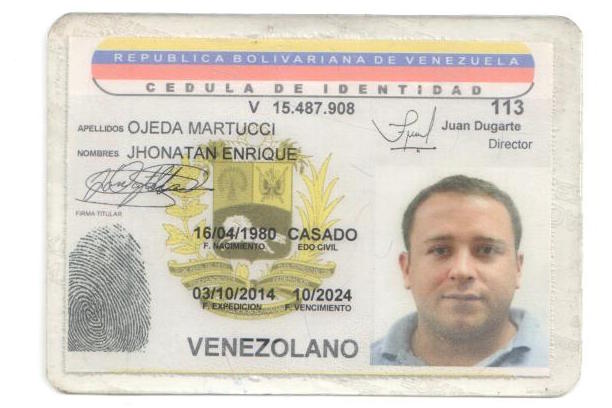 REPUBLICA BOLIVARIANA DE VENEZUELA
CEDULA DE IDENTIDAD
V 15.487.908 113
APELLIDOS OJEDA MARTUCCI
Juan Dugarte
Director
NOMBRES JHONATAN ENRIQUE
FIRMA TITULAR
16/04/1980 CASADO
F. NACIMIENTO EDO CIVIL
03/10/2014 10/2024
F. EXPEDICION F. VENCIMIENTO
VENEZOLANO